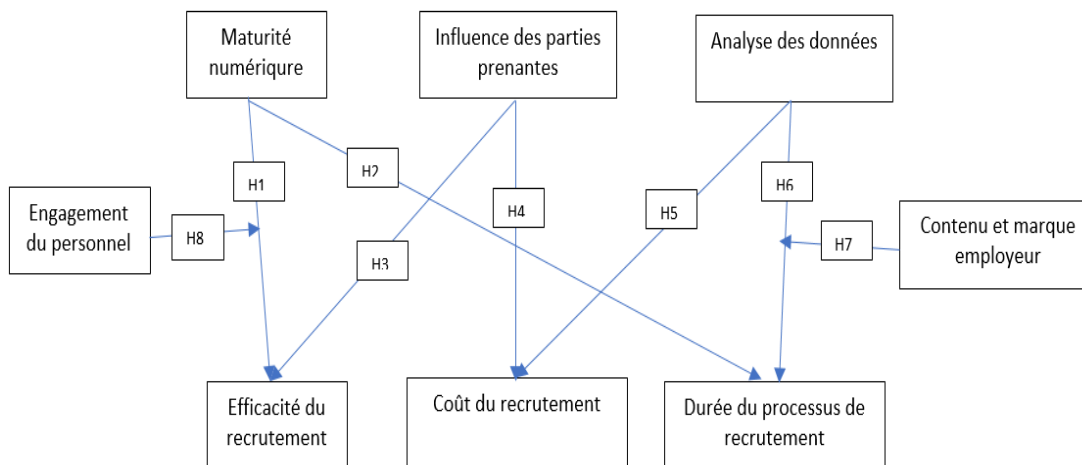 Maturité
numériqure
Influence des parties
prenantes
Analyse des données
H1
H2
H6
H4
H5
Engagement
du personnel
H8
H3
H7
Contenu et marque
employeur
Efficacité du
recrutement
Coût du recrutement
Durée du processus de
recrutement